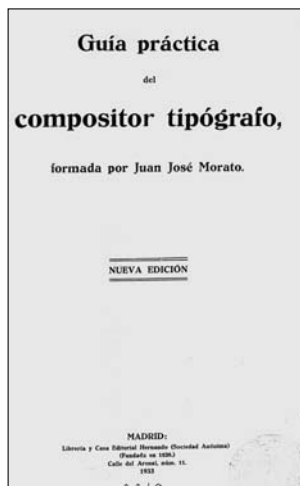 Guía práctica
del
compositor tipógrafo,
formada por Juan José Morato.
NUEVA EDICIÓN
MADRID:
Librería y Casa Editorial Hernando (Sociedad Anónima)
(Fundada en 1828.)
Calle del Arenal, núm. 11.
1933